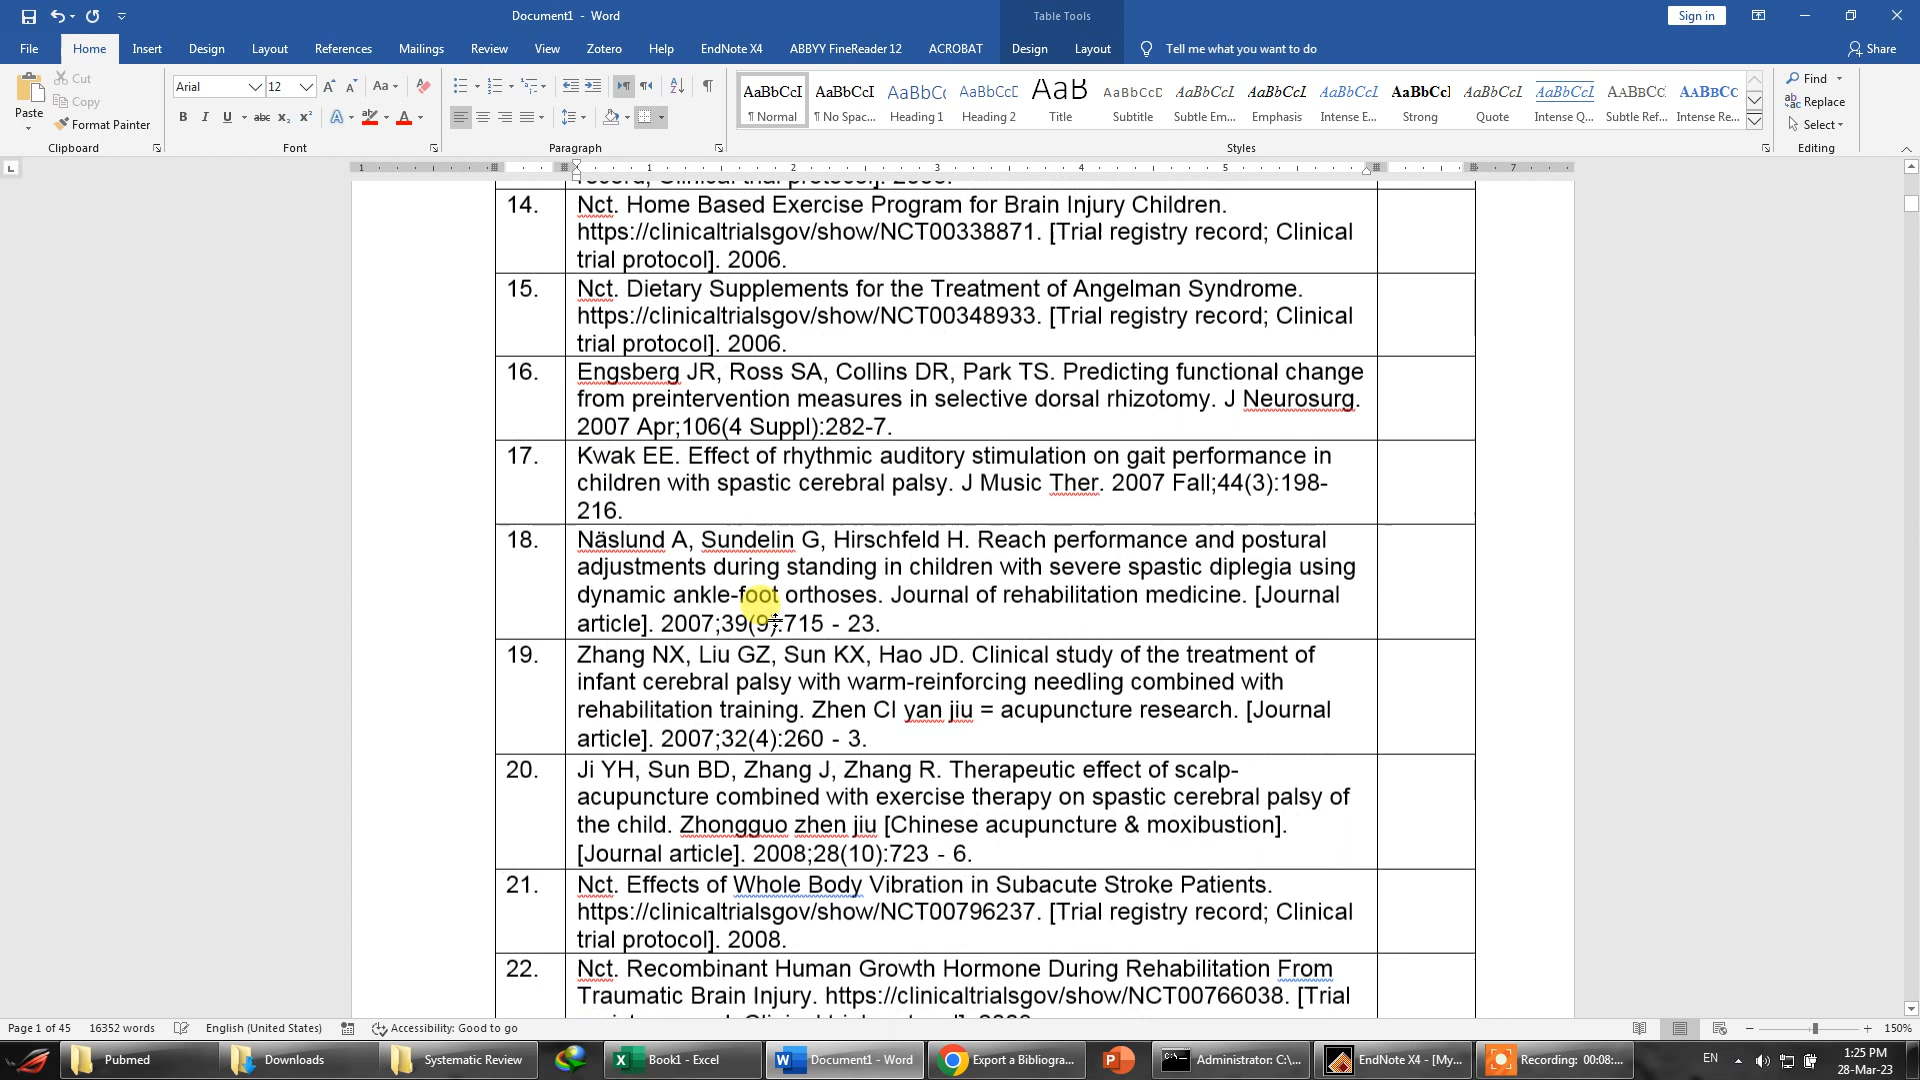 Document1 - Word
Table Tools
Sign in
File Home Insert Design Layout References Mailings Review View Zotero Help EndNote X4 ABBYY FineReader 12 ACROBAT Design Layout Tell me what you want to do Share
Paste
Cut
Copy
Format Painter
Clipboard
Arial 12
Font
Paragraph
AaBbCcI AaBbCcI AaBbCc AaBbCcC AaB AaBbCcC AaBbCcI AaBbCcI AaBbCcI AaBbCcI AaBbCcI AaBbCcI AaBbCc AaBbCc
¶ Normal ¶ No Spac... Heading 1 Heading 2 Title Subtitle Subtle Em... Emphasis Intense E... Strong Quote Intense Q... Subtle Ref... Intense Re...
Styles
Find
Replace
Select
Editing
1 1 2 3 4 5 7
14. Nct. Home Based Exercise Program for Brain Injury Children.
https://clinicaltrialsgov/show/NCT00338871. [Trial registry record; Clinical
trial protocol]. 2006.
15. Nct. Dietary Supplements for the Treatment of Angelman Syndrome.
https://clinicaltrialsgov/show/NCT00348933. [Trial registry record; Clinical
trial protocol]. 2006.
16. Engsberg JR, Ross SA, Collins DR, Park TS. Predicting functional change
from preintervention measures in selective dorsal rhizotomy. J Neurosurg.
2007 Apr;106(4 Suppl):282-7.
17. Kwak EE. Effect of rhythmic auditory stimulation on gait performance in
children with spastic cerebral palsy. J Music Ther. 2007 Fall;44(3):198-
216.
18. Näslund A, Sundelin G, Hirschfeld H. Reach performance and postural
adjustments during standing in children with severe spastic diplegia using
dynamic ankle-foot orthoses. Journal of rehabilitation medicine. [Journal
article]. 2007;39(9):715 - 23.
19. Zhang NX, Liu GZ, Sun KX, Hao JD. Clinical study of the treatment of
infant cerebral palsy with warm-reinforcing needling combined with
rehabilitation training. Zhen CI yan jiu = acupuncture research. [Journal
article]. 2007;32(4):260 - 3.
20. Ji YH, Sun BD, Zhang J, Zhang R. Therapeutic effect of scalp-
acupuncture combined with exercise therapy on spastic cerebral palsy of
the child. Zhongguo zhen jiu [Chinese acupuncture & moxibustion].
[Journal article]. 2008;28(10):723 - 6.
21. Nct. Effects of Whole Body Vibration in Subacute Stroke Patients.
https://clinicaltrialsgov/show/NCT00796237. [Trial registry record; Clinical
trial protocol]. 2008.
22. Nct. Recombinant Human Growth Hormone During Rehabilitation From
Traumatic Brain Injury. https://clinicaltrialsgov/show/NCT00766038. [Trial
Page 1 of 45 16352 words English (United States) Accessibility: Good to go 150%
Pubmed Downloads Systematic Review Book1 - Excel Document1 - Word Export a Bibliogra... Administrator: C:\... EndNote X4 - [My... Recording: 00:08:... EN 1:25 PM
28-Mar-23